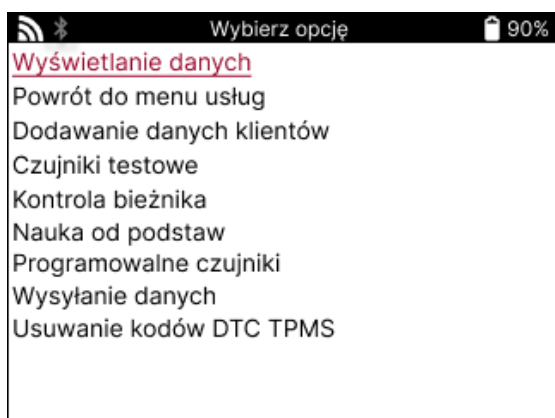 Wybierz opcję 90%
Wyświetlanie danych
Powrót do menu usług
Dodawanie danych klientów
Czujniki testowe
Kontrola bieżnika
Nauka od podstaw
Programowalne czujniki
Wysyłanie danych
Usuwanie kodów DTC TPMS